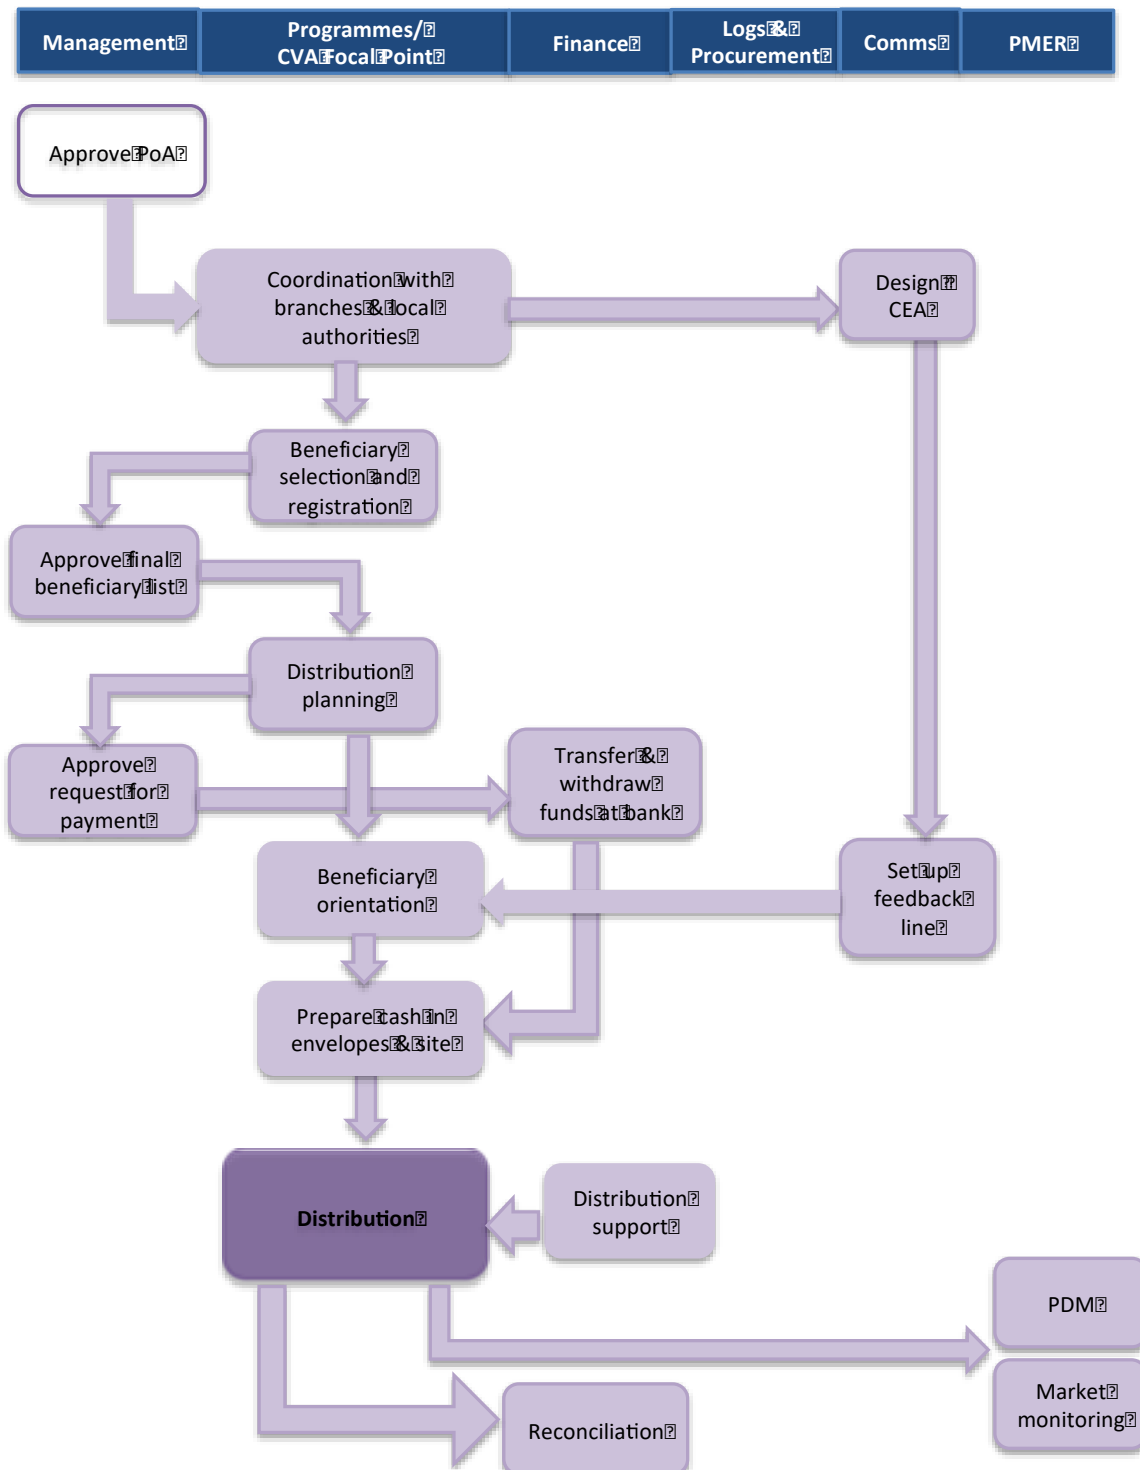 Management
Programmes/
CVA Focal Point
Finance
Logs &
Procurement
Comms
PMER
Approve PoA
Coordination with
branches & local
authorities
Design
CEA
Beneficiary
selection and
registration
Approve final
beneficiary list
Distribution
planning
Approve
request for
payment
Transfer &
withdraw
funds at bank
Beneficiary
orientation
Set up
feedback
line
Prepare cash in
envelopes & site
Distribution
Distribution
support
PDM
Market
monitoring
Reconciliation